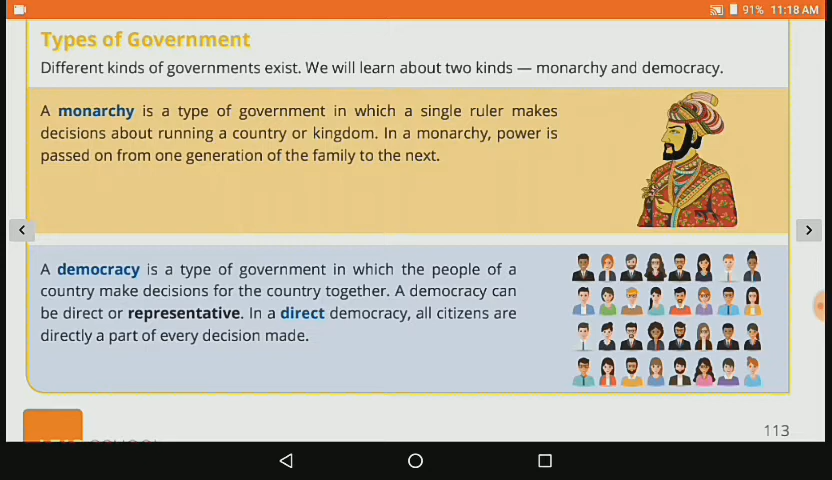 91% 11:18 AM
Types of Government
Different kinds of governments exist. We will learn about two kinds — monarchy and democracy.
A monarchy is a type of government in which a single ruler makes
decisions about running a country or kingdom. In a monarchy, power is
passed on from one generation of the family to the next.
A democracy is a type of government in which the people of a
country make decisions for the country together. A democracy can
be direct or representative. In a direct democracy, all citizens are
directly a part of every decision made.
113